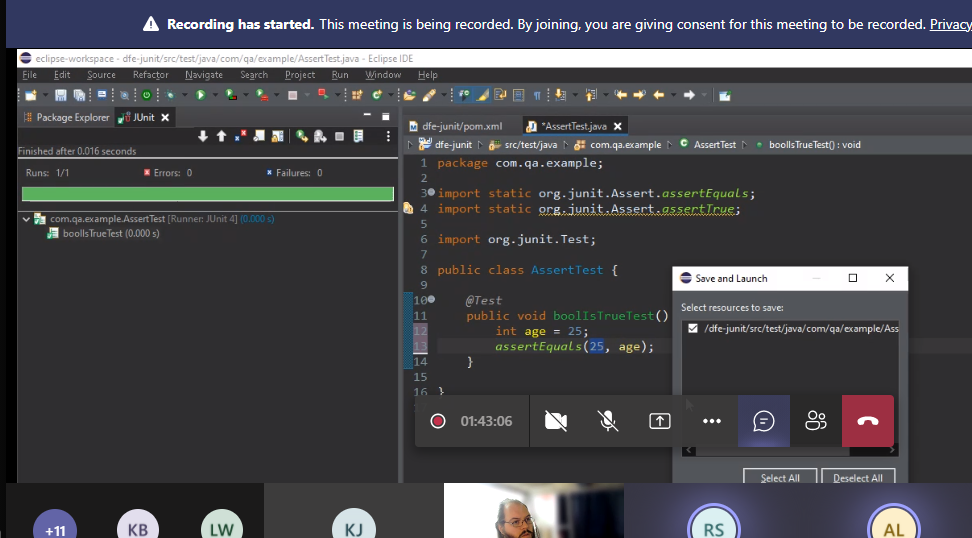 Recording has started. This meeting is being recorded. By joining, you are giving consent for this meeting to be recorded. Privacy
eclipse-workspace - dfe-junit/src/test/java/com/qa/example/AssertTest.java - Eclipse IDE
File Edit Source Refactor Navigate Search Project Run Window Help
Package Explorer JUnit
Finished after 0.016 seconds
Runs: 1/1 Errors: 0 Failures: 0
com.qa.example.AssertTest [Runner: JUnit 4] (0.000 s)
boolIsTrueTest (0.000 s)
dfe-junit/pom.xml *AssertTest.java
dfe-junit src/test/java com.qa.example AssertTest boolIsTrueTest() : void
1 package com.qa.example;
2
3 import static org.junit.Assert.assertEquals;
4 import static org.junit.Assert.assertTrue;
5
6 import org.junit.Test;
7
8 public class AssertTest {
9
10 @Test
11 public void boolIsTrueTest()
12 int age = 25;
13 assertEquals(25, age);
14 }
15
16 }
Save and Launch
Select resources to save:
/dfe-junit/src/test/java/com/qa/example/Ass
Select All Deselect All
01:43:06
+11 KB LW KJ RS AL